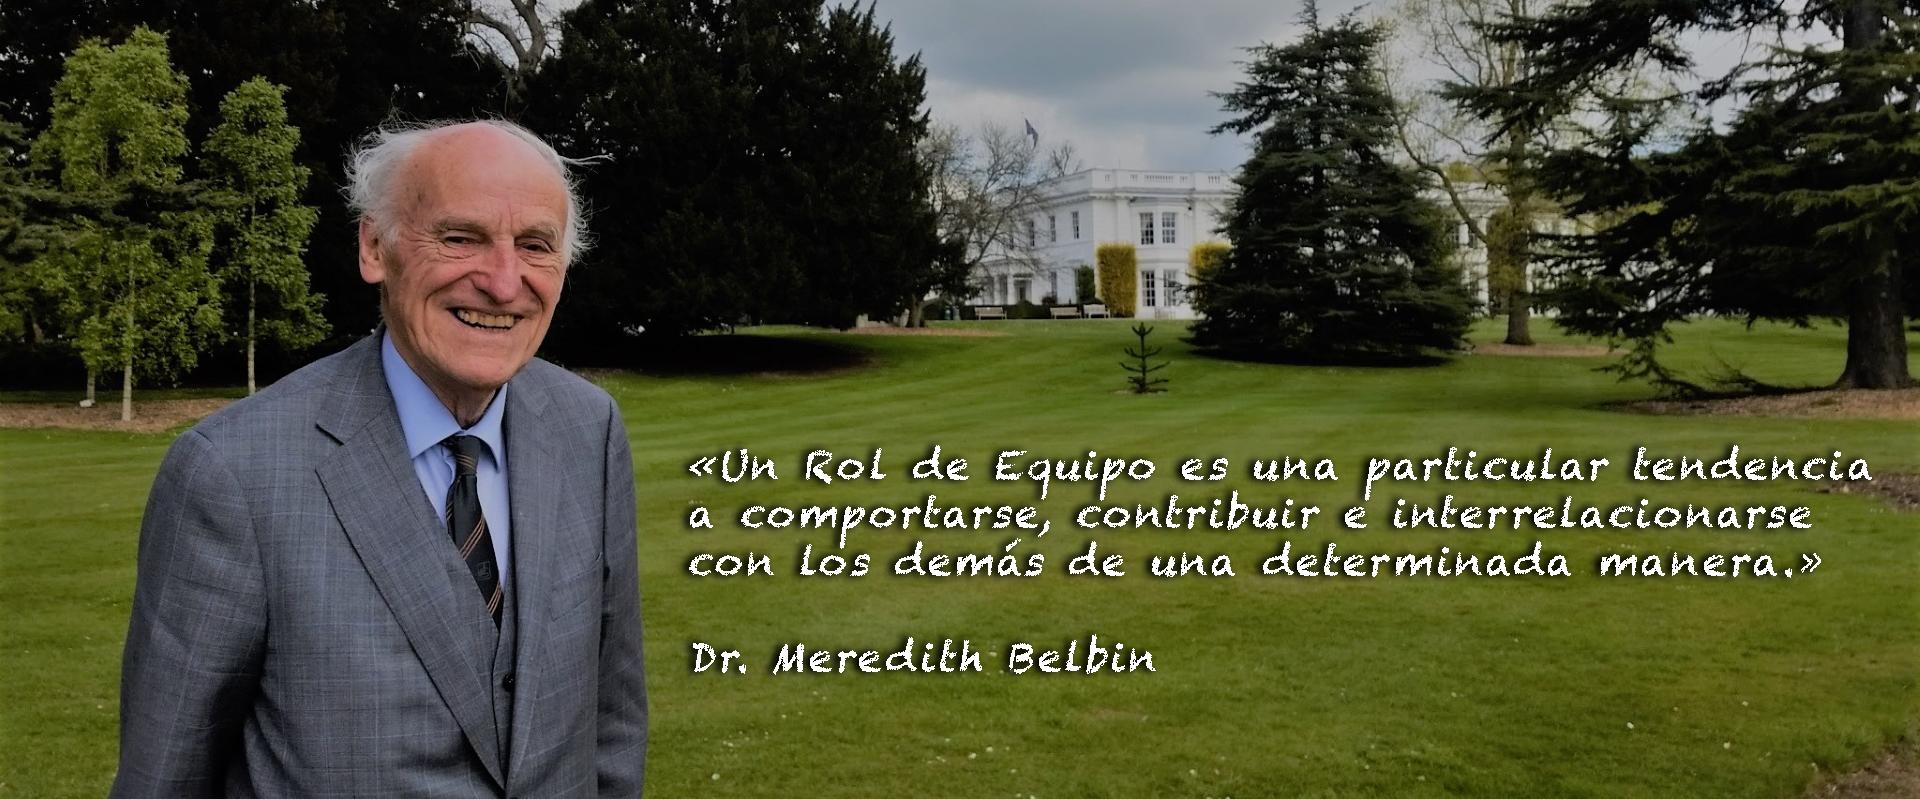 «Un Rol de Equipo es una particular tendencia
a comportarse, contribuir e interrelacionarse
con los demás de una determinada manera.»
Dr. Meredith Belbin